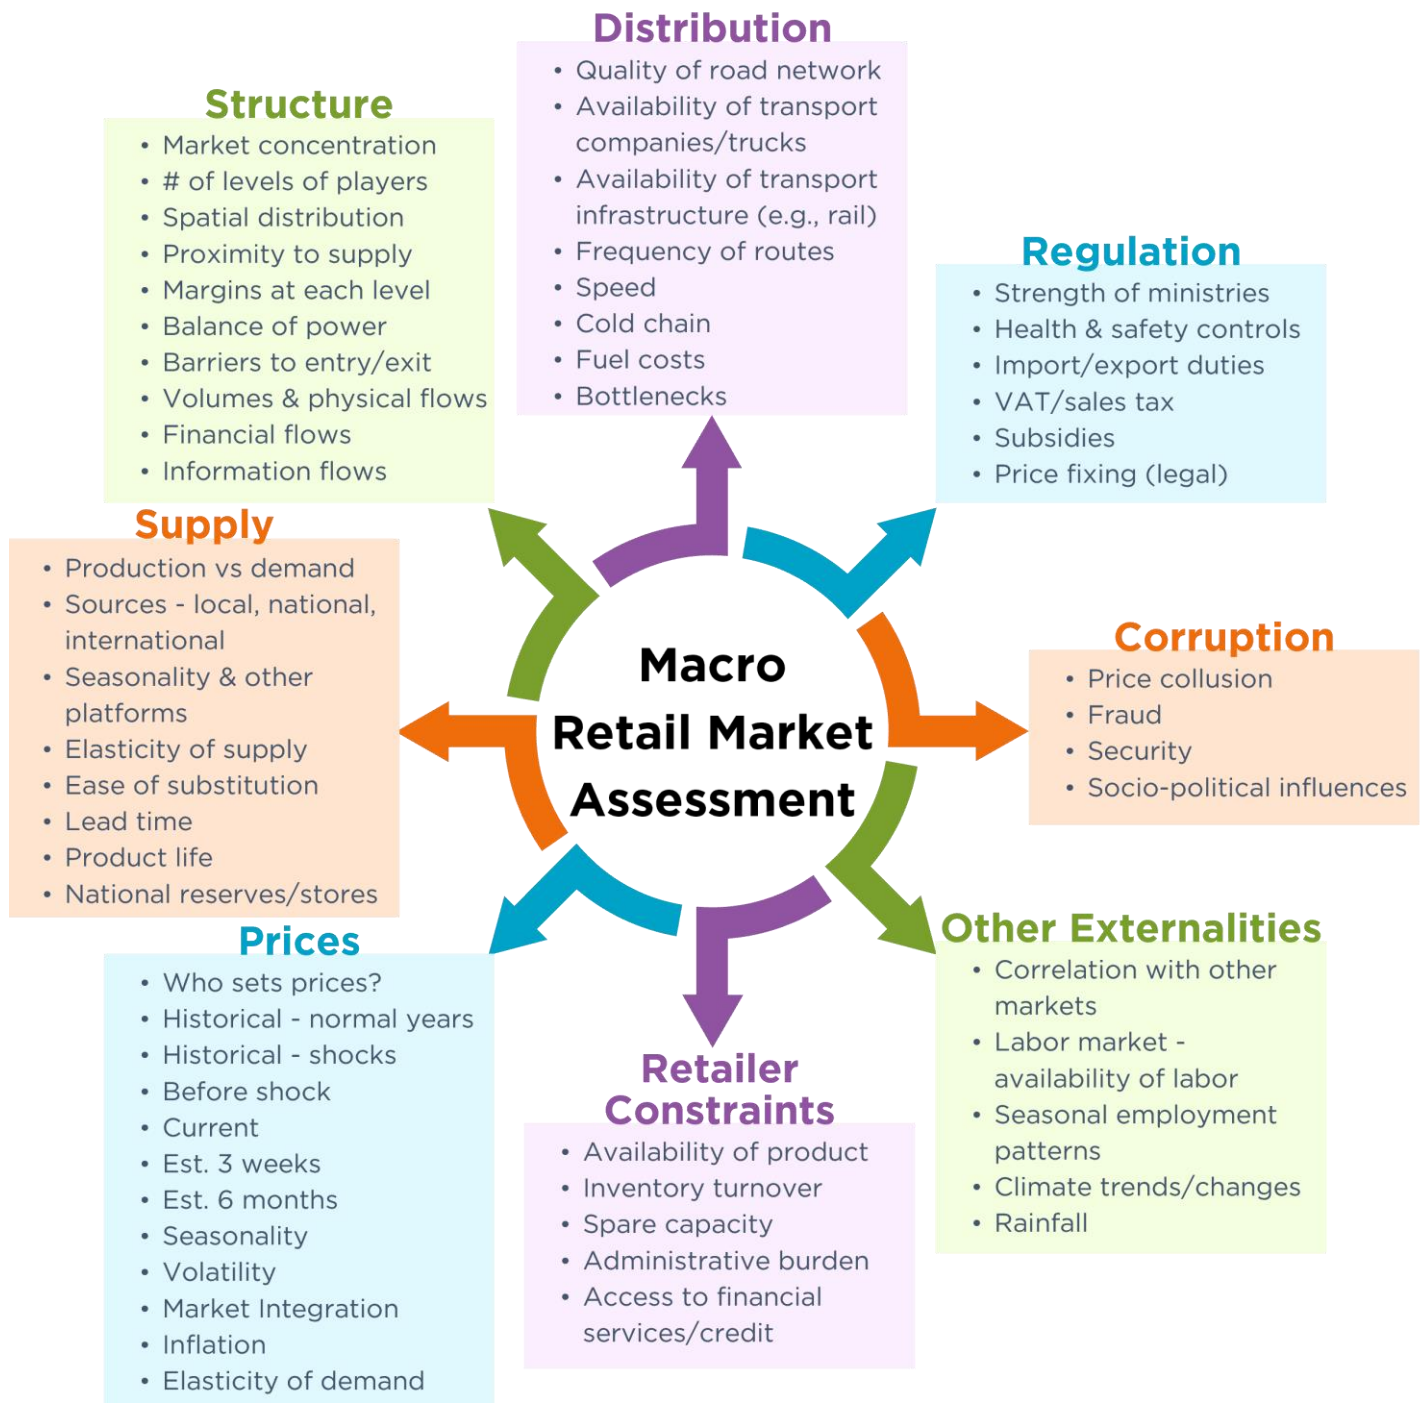 Distribution
• Quality of road network
• Availability of transport
companies/trucks
• Availability of transport
infrastructure (e.g., rail)
• Frequency of routes
• Speed
• Cold chain
• Fuel costs
• Bottlenecks
Structure
• Market concentration
• # of levels of players
• Spatial distribution
• Proximity to supply
• Margins at each level
• Balance of power
• Barriers to entry/exit
• Volumes & physical flows
• Financial flows
• Information flows
Regulation
• Strength of ministries
• Health & safety controls
• Import/export duties
• VAT/sales tax
• Subsidies
• Price fixing (legal)
Supply
• Production vs demand
• Sources - local, national,
international
• Seasonality & other
platforms
• Elasticity of supply
• Ease of substitution
• Lead time
• Product life
• National reserves/stores
Macro
Retail Market
Assessment
Corruption
• Price collusion
• Fraud
• Security
• Socio-political influences
Prices
• Who sets prices?
• Historical - normal years
• Historical - shocks
• Before shock
• Current
• Est. 3 weeks
• Est. 6 months
• Seasonality
• Volatility
• Market Integration
• Inflation
• Elasticity of demand
Retailer
Constraints
• Availability of product
• Inventory turnover
• Spare capacity
• Administrative burden
• Access to financial
services/credit
Other Externalities
• Correlation with other
markets
• Labor market -
availability of labor
• Seasonal employment
patterns
• Climate trends/changes
• Rainfall